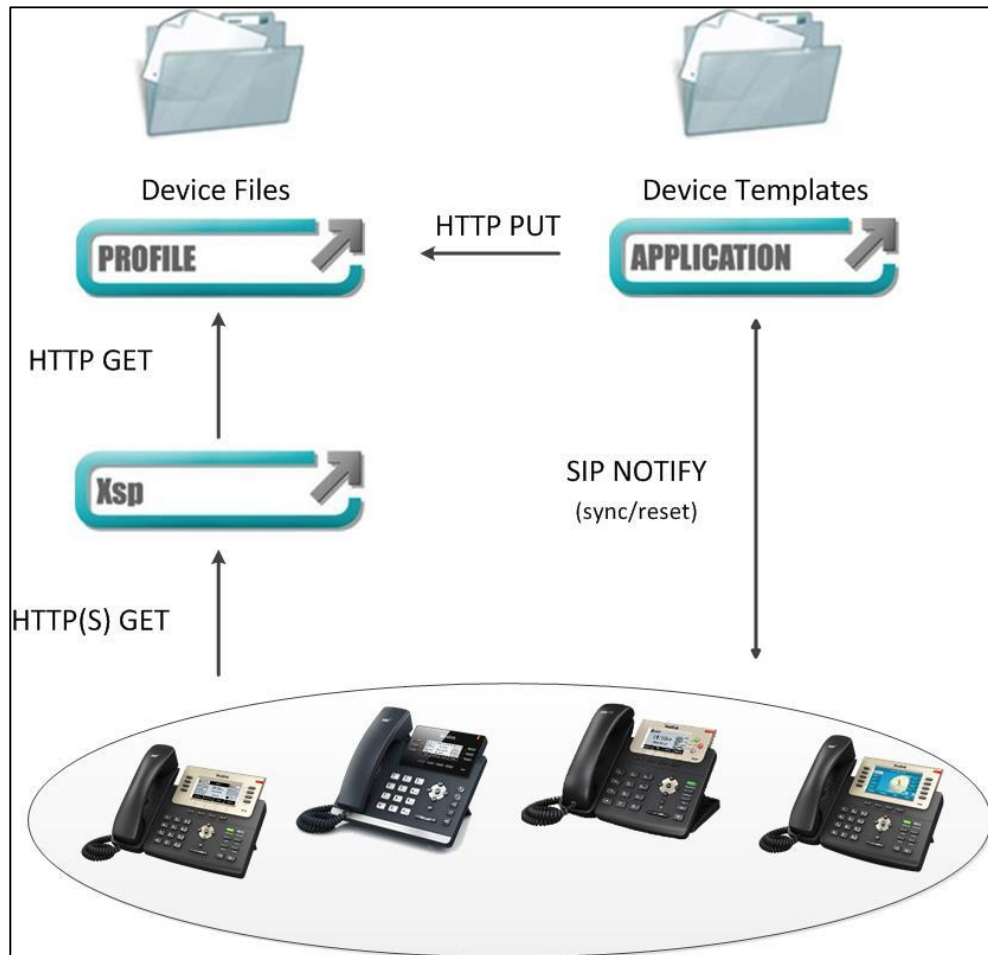 Device Files
Device Templates
PROFILE
HTTP PUT
APPLICATION
HTTP GET
Xsp
SIP NOTIFY
(sync/reset)
HTTP(S) GET